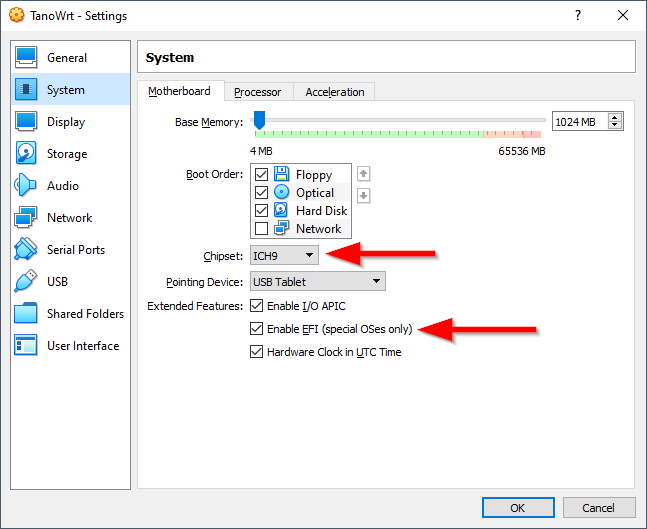 TanoWrt - Settings
General
System
Display
Storage
Audio
Network
Serial Ports
USB
Shared Folders
User Interface
System
Motherboard Processor Acceleration
Base Memory: 1024 MB
4 MB 65536 MB
Boot Order: Floppy
Optical
Hard Disk
Network
Chipset: ICH9
Pointing Device: USB Tablet
Extended Features: Enable I/O APIC
Enable EFI (special OSes only)
Hardware Clock in UTC Time
OK Cancel